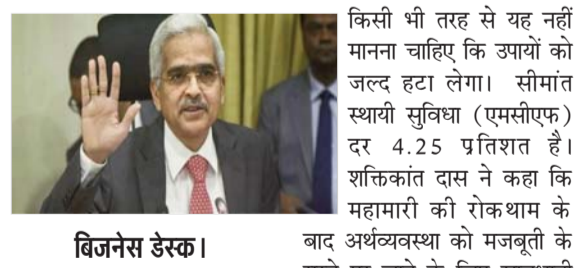 किसी भी तरह से यह नहीं
मानना चाहिए कि उपायों को
जल्द हटा लेगा। सीमांत
स्थायी सुविधा (एमसीएफ)
दर 4.25 प्रतिशत है।
शक्तिकांत दास ने कहा कि
महामारी की रोकथाम के
बिजनेस डेस्क।
बाद अर्थव्यवस्था को मजबूती के